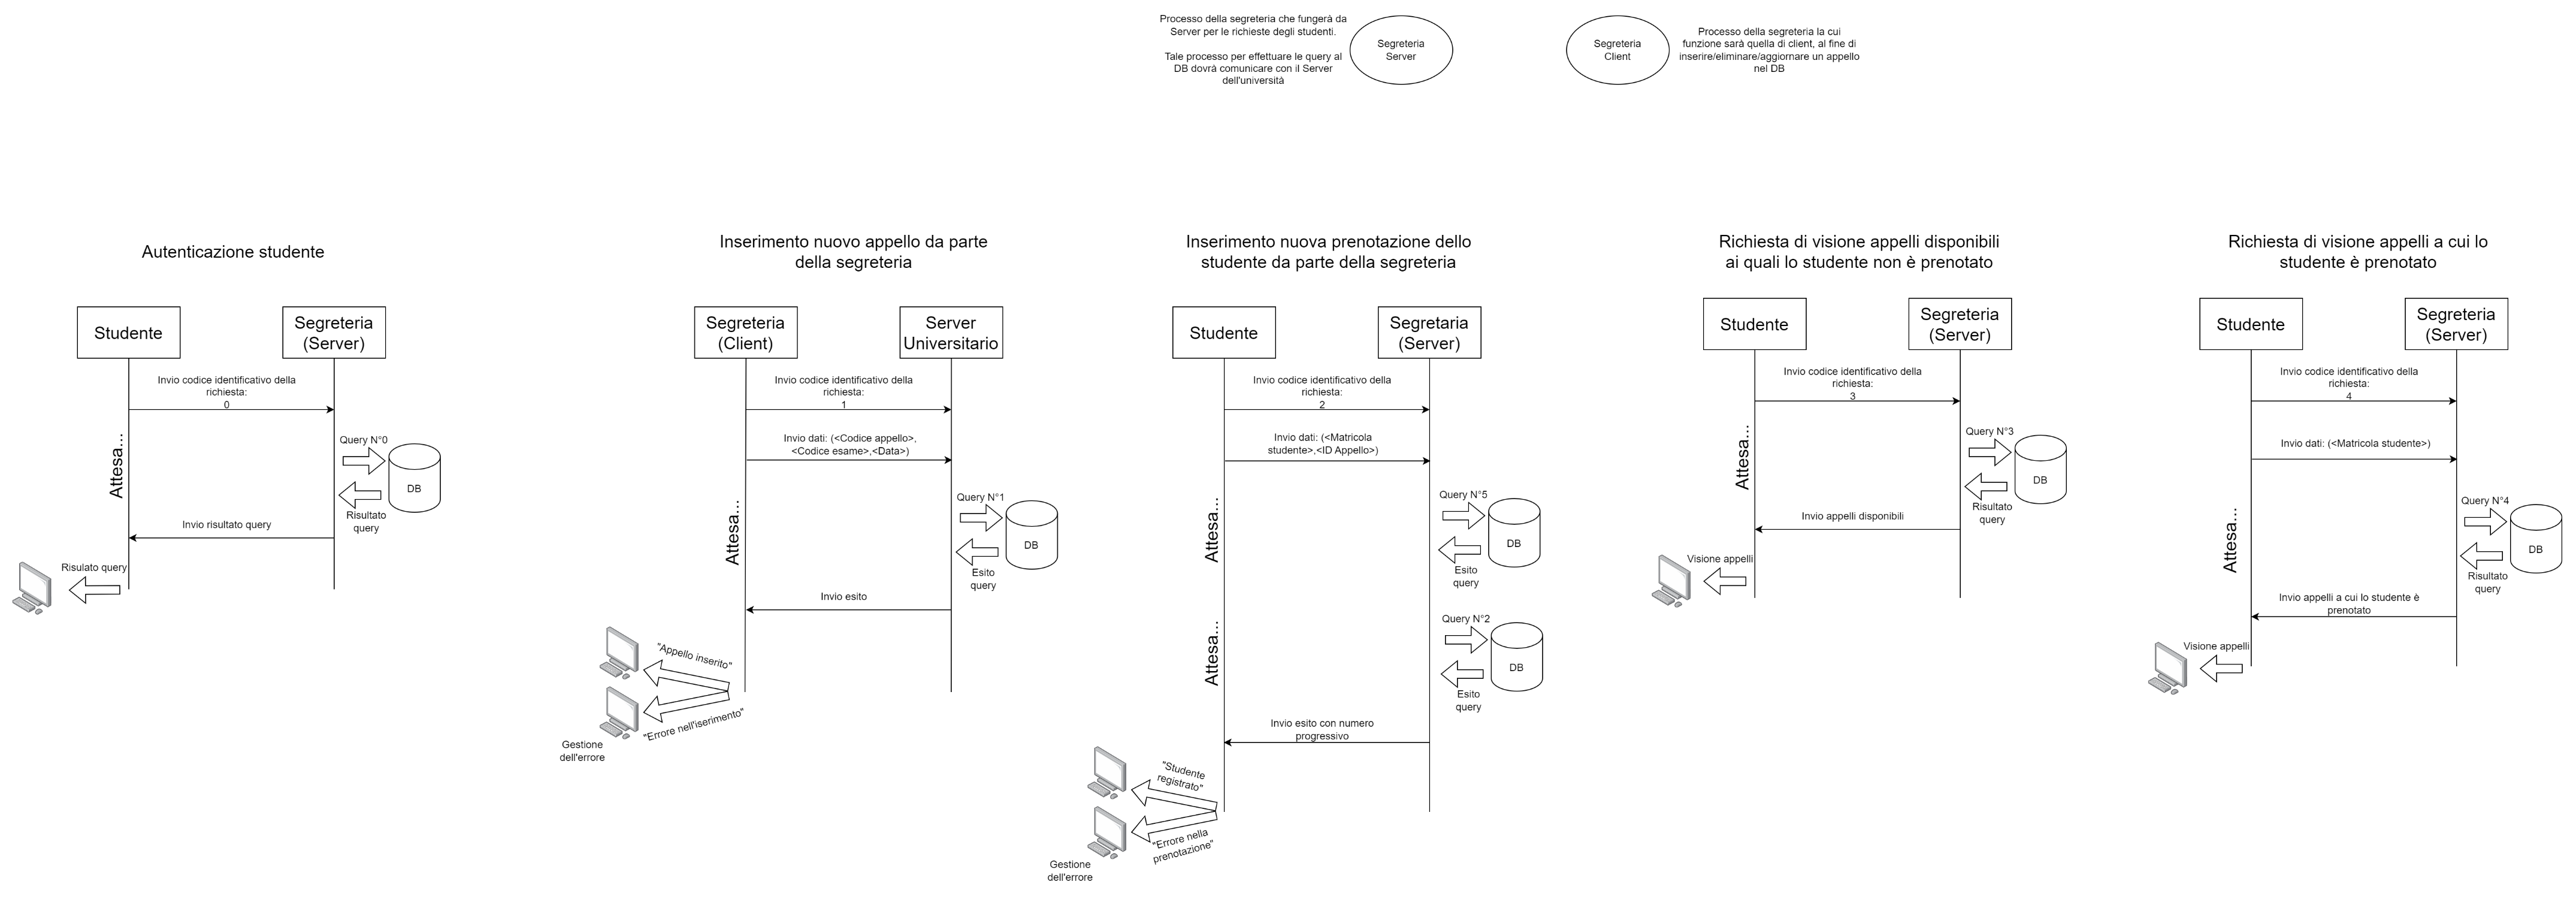 Processo della segreteria che fungerà da
Server per le richieste degli studenti.
Tale processo per effettuare le query al
DB dovrà comunicare con il Server
dell'università
Segreteria
Server
Segreteria
Client
Processo della segreteria la cui
funzione sarà quella di client, al fine di
inserire/eliminare/aggiornare un appello
nel DB
Autenticazione studente
Studente
Segreteria
(Server)
Invio codice identificativo della
richiesta:
0
Attesa...
Query N°0
DB
Risultato
query
Invio risultato query
Risulato query
Inserimento nuovo appello da parte
della segreteria
Segreteria
(Client)
Server
Universitario
Invio codice identificativo della
richiesta:
1
Invio dati: (<Codice appello>,
<Codice esame>,<Data>)
Attesa...
Query N°1
DB
Esito
query
Invio esito
"Appello inserito"
"Errore nell'iserimento"
Gestione
dell'errore
Inserimento nuova prenotazione dello
studente da parte della segreteria
Studente
Segretaria
(Server)
Invio codice identificativo della
richiesta:
2
Invio dati: (<Matricola
studente>,<ID Appello>)
Attesa...
Query N°5
DB
Esito
query
Attesa...
Query N°2
DB
Esito
query
Invio esito con numero
progressivo
"Studente
registrato"
"Errore nella
prenotazione"
Gestione
dell'errore
Richiesta di visione appelli disponibili
ai quali lo studente non è prenotato
Studente
Segreteria
(Server)
Invio codice identificativo della
richiesta:
3
Attesa...
Query N°3
DB
Risultato
query
Invio appelli disponibili
Visione appelli
Richiesta di visione appelli a cui lo
studente è prenotato
Studente
Segreteria
(Server)
Invio codice identificativo della
richiesta:
4
Invio dati: (<Matricola studente>)
Attesa...
Query N°4
DB
Risultato
query
Invio appelli a cui lo studente è
prenotato
Visione appelli